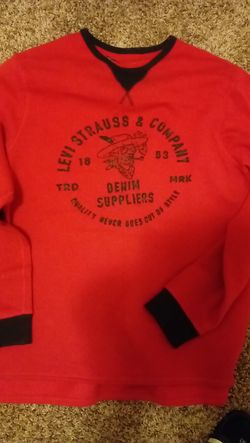 LEVI STRAUSS & COMPANY
18 53
TRD. MRK
DENIM
SUPPLIERS
QUALITY NEVER GOES OUT OF STYLE